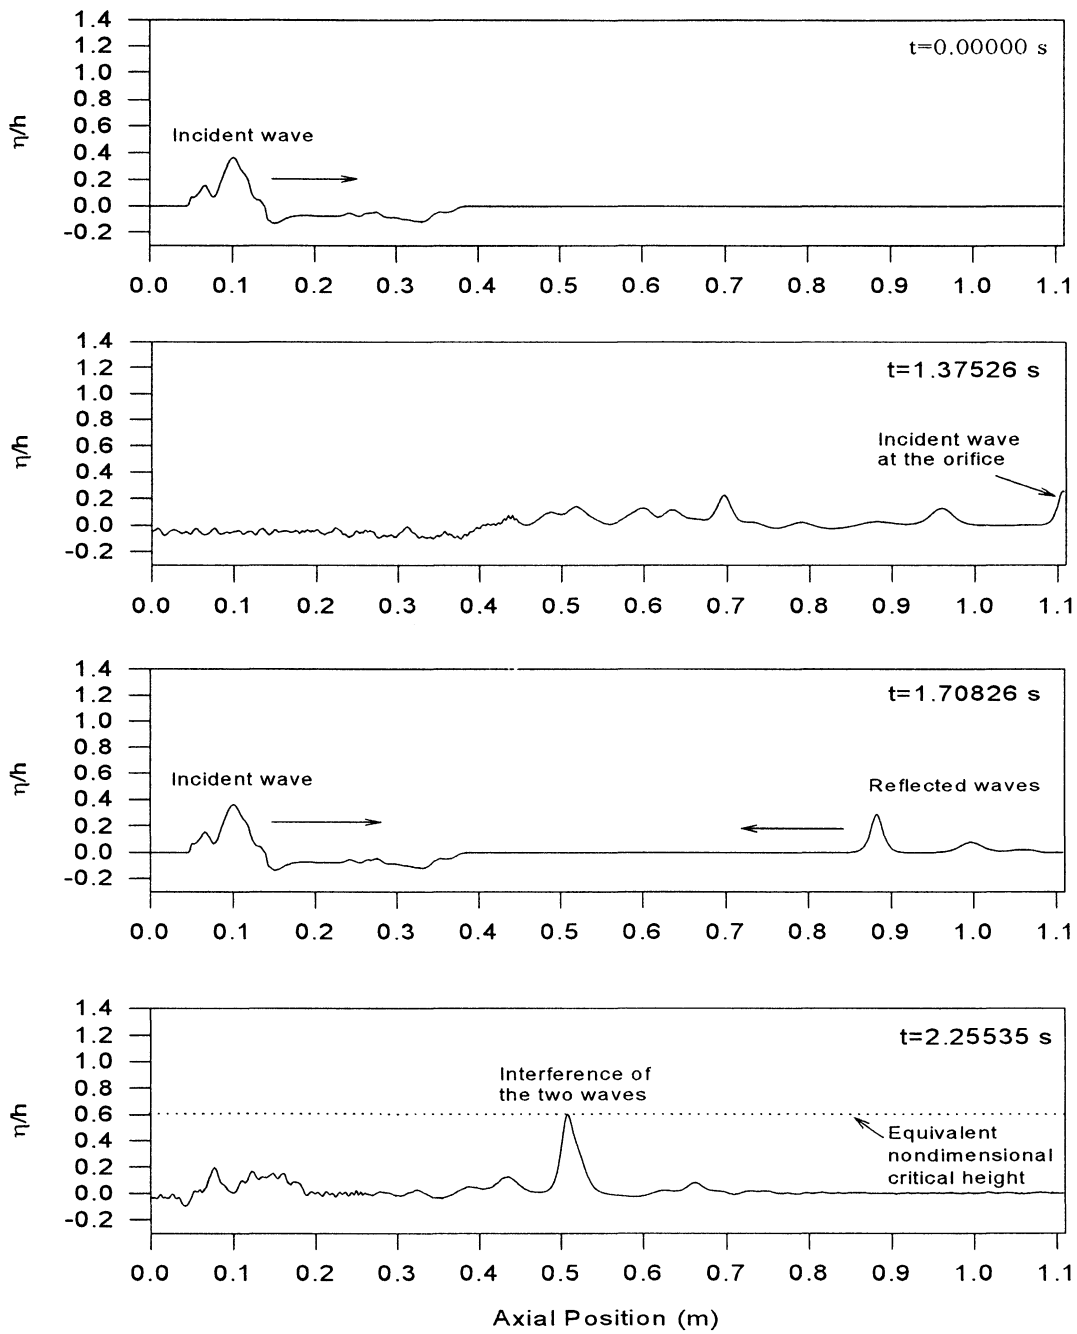 1.4
t=0.00000 s
1.2
1.0
0.8
0.6
Incident wave
η/h
0.4
0.2
0.0
-0.2
0.0 0.1 0.2 0.3 0.4 0.5 0.6 0.7 0.8 0.9 1.0 1.1
1.4
t=1.37526 s
1.2
1.0
0.8
0.6
Incident wave
at the orifice
η/h
0.4
0.2
0.0
-0.2
0.0 0.1 0.2 0.3 0.4 0.5 0.6 0.7 0.8 0.9 1.0 1.1
1.4
t=1.70826 s
1.2
1.0
0.8
0.6
Incident wave
Reflected waves
η/h
0.4
0.2
0.0
-0.2
0.0 0.1 0.2 0.3 0.4 0.5 0.6 0.7 0.8 0.9 1.0 1.1
1.4
t=2.25535 s
1.2
1.0
0.8
Interference of
the two waves
0.6
η/h
Equivalent
nondimensional
critical height
0.4
0.2
0.0
-0.2
0.0 0.1 0.2 0.3 0.4 0.5 0.6 0.7 0.8 0.9 1.0 1.1
Axial Position (m)